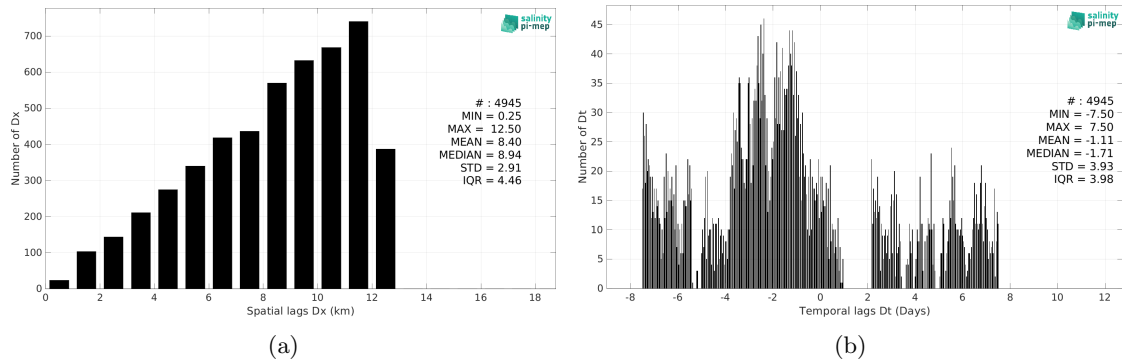 salinity
pi-mep
700
600
500
400
300
200
100
0
Number of Dx
# : 4945
MIN = 0.25
MAX = 12.50
MEAN = 8.40
MEDIAN = 8.94
STD = 2.91
IQR = 4.46
0 2 4 6 8 10 12 14 16 18
Spatial lags Dx (km)
(a)
salinity
pi-mep
45
40
35
30
25
20
15
10
5
0
Number of Dt
# : 4945
MIN = -7.50
MAX = 7.50
MEAN = -1.11
MEDIAN = -1.71
STD = 3.93
IQR = 3.98
-8 -6 -4 -2 0 2 4 6 8 10 12
Temporal lags Dt (Days)
(b)